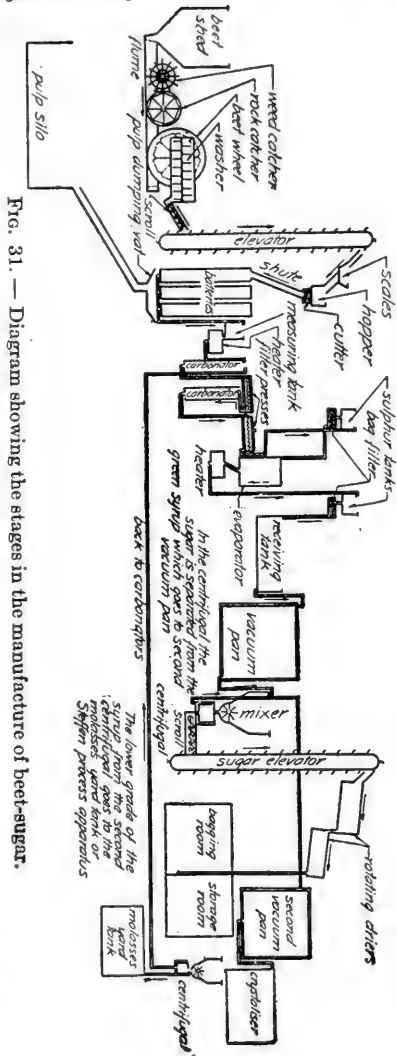 beet
shed
flume
weed catcher
rock catcher
beet wheel
washer
scroll
pulp dumping vat
pulp silo
elevator
batteries
shute
scales
hopper
cutter
measuring tank
heater
filter presses
carbonator
carbonator
sulphur tanks
bag filter
heater
evaporator
receiving
tank
vacuum
pan
In the centrifugal, the
sugar is separated from the
green syrup which goes to second
vacuum pan
back to carbonators
centrifugal
scroll
mixer
sugar elevator
rotating driers
bagging
room
storage
room
second
vacuum
pan
crystaliser
centrifugal
molasses
yard
tank
The lower grade of the
syrup from the second
centrifugal goes to the
molasses yard tank or
Steffen process apparatus
FIG. 31. — Diagram showing the stages in the manufacture of beet-sugar.